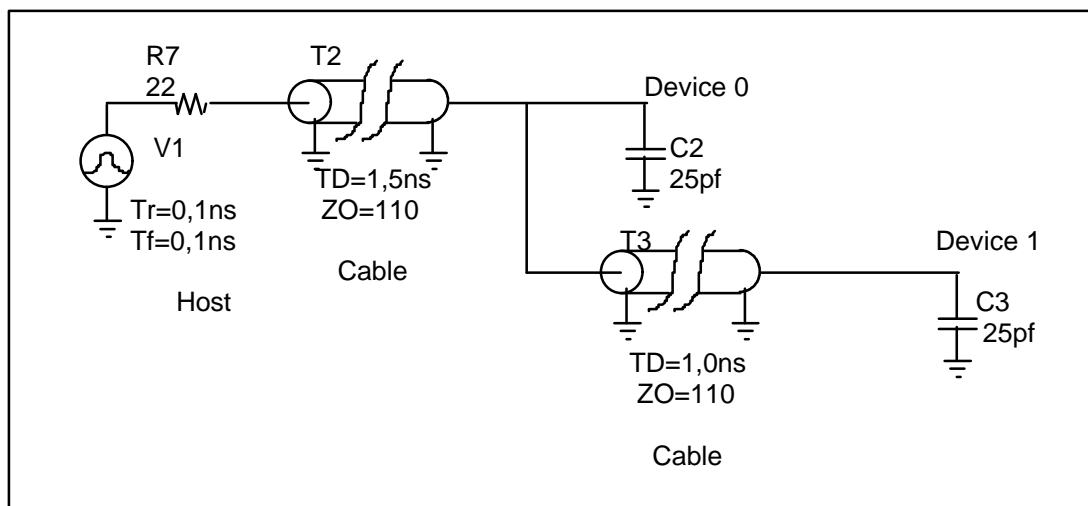 R7
22
V1
Tr=0,1ns
Tf=0,1ns
Host
T2
TD=1,5ns
ZO=110
Cable
Device 0
C2
25pf
T3
TD=1,0ns
ZO=110
Cable
Device 1
C3
25pf